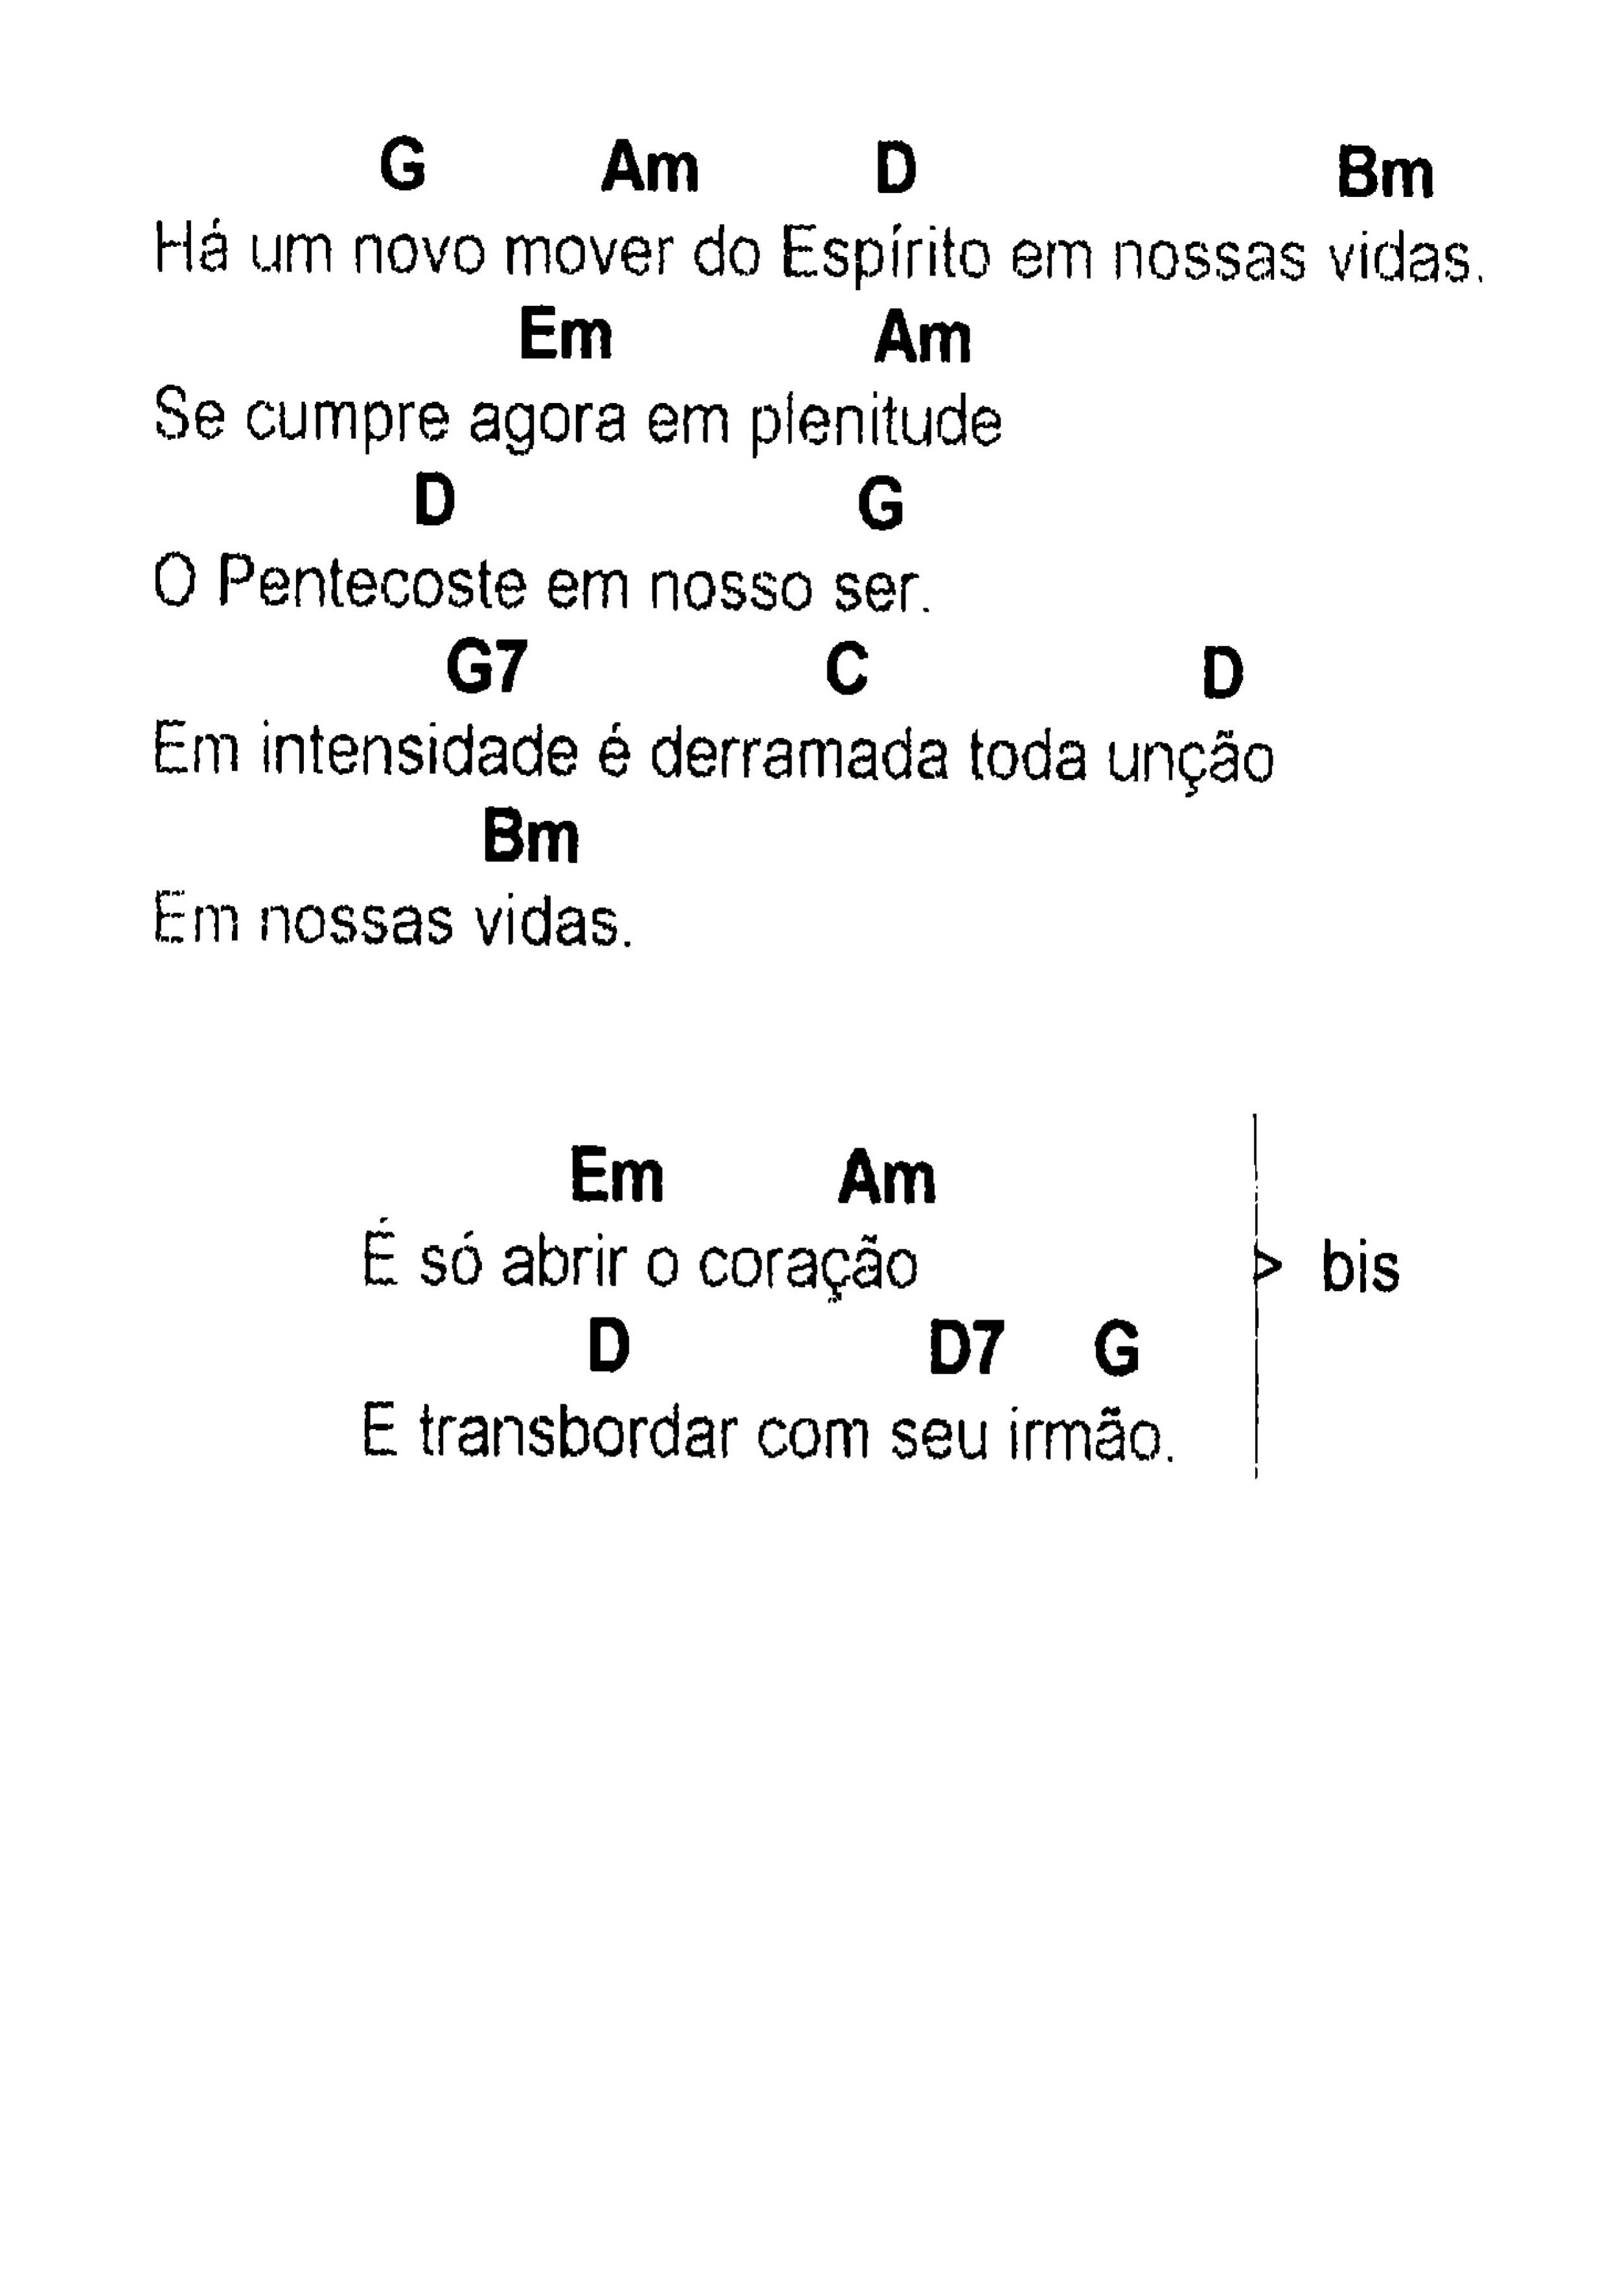 G Am D Bm
Há um novo mover do Espírito em nossas vidas.
Em Am
Se cumpre agora em plenitude
D G
O Pentecoste em nosso ser.
G7 C D
Em intensidade é derramada toda unção
Bm
Em nossas vidas.
Em Am
É só abrir o coração
> bis
D D7 G
E transbordar com seu irmão.